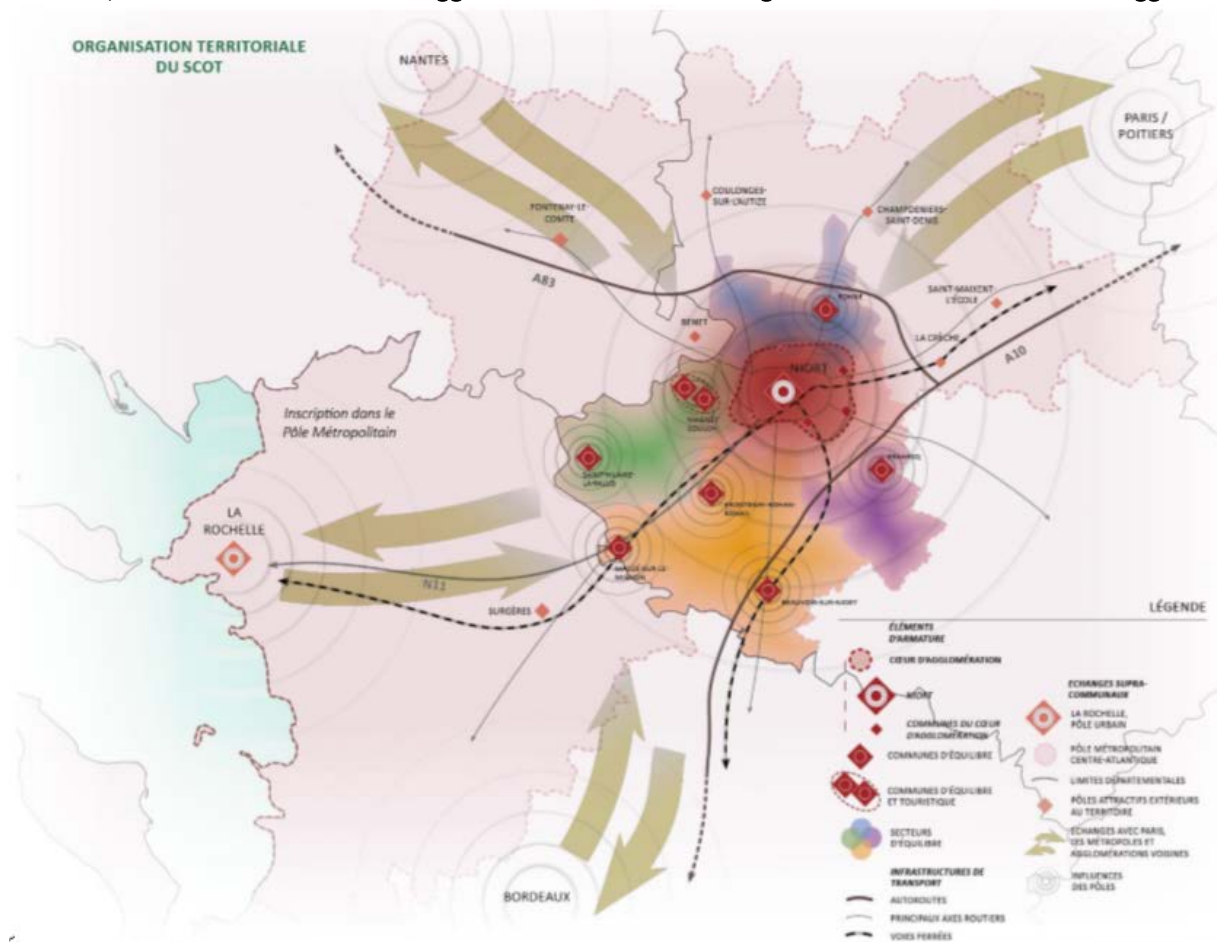 ORGANISATION TERRITORIALE
DU SCOT
NANTES
PARIS /
POITIERS
COULONGES-
SUR-L'AUTIZE
FONTENAY-LE-
COMTE
CHAMPDENIERS-
SAINT-DENIS
A83
SAINT-MAIXENT-
L'ÉCOLE
BENET
LA CRÈCHE
A10
NIORT
Inscription dans le
Pôle Métropolitain
LA
ROCHELLE
N11
SURGÈRES
BEAUVOIR-SUR-NIORT
BORDEAUX
LÉGENDE
ÉLÉMENTS
D'ARMATURE
CŒUR D'AGGLOMÉRATION
NIORT
COMMUNES DU CŒUR
D'AGGLOMÉRATION
COMMUNES D'ÉQUILIBRE
COMMUNES D'ÉQUILIBRE
ET TOURISTIQUE
SECTEURS
D'ÉQUILIBRE
INFRASTRUCTURES DE
TRANSPORT
AUTOROUTES
PRINCIPAUX AXES ROUTIERS
VOIES FERRÉES
ECHANGES SUPRA-
COMMUNAUX
LA ROCHELLE,
PÔLE URBAIN
PÔLE MÉTROPOLITAIN
CENTRE-ATLANTIQUE
LIMITES DÉPARTEMENTALES
PÔLES ATTRACTIFS EXTÉRIEURS
AU TERRITOIRE
ECHANGES AVEC PARIS,
LES MÉTROPOLES ET
AGGLOMÉRATIONS VOISINES
INFLUENCES
DES PÔLES